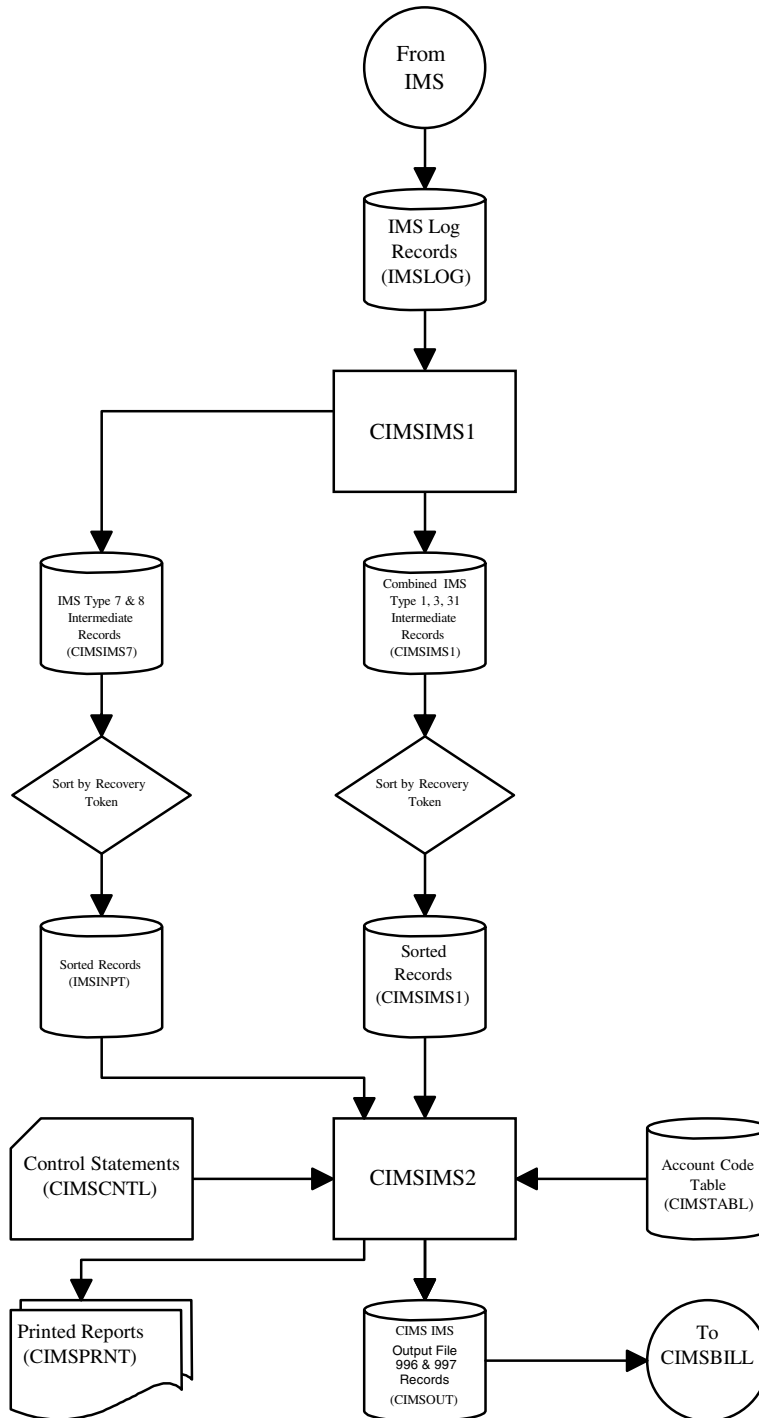 From
IMS
IMS Log
Records
(IMSLOG)
CIMSIMS1
IMS Type 7 & 8
Intermediate
Records
(CIMSIMS7)
Combined IMS
Type 1, 3, 31
Intermediate
Records
(CIMSIMS1)
Sort by Recovery
Token
Sort by Recovery
Token
Sorted Records
(IMSINPT)
Sorted
Records
(CIMSIMS1)
Control Statements
(CIMSCNTL)
CIMSIMS2
Account Code
Table
(CIMSTABL)
Printed Reports
(CIMSPRNT)
CIMS IMS
Output File
996 & 997
Records
(CIMSOUT)
To
CIMSBILL